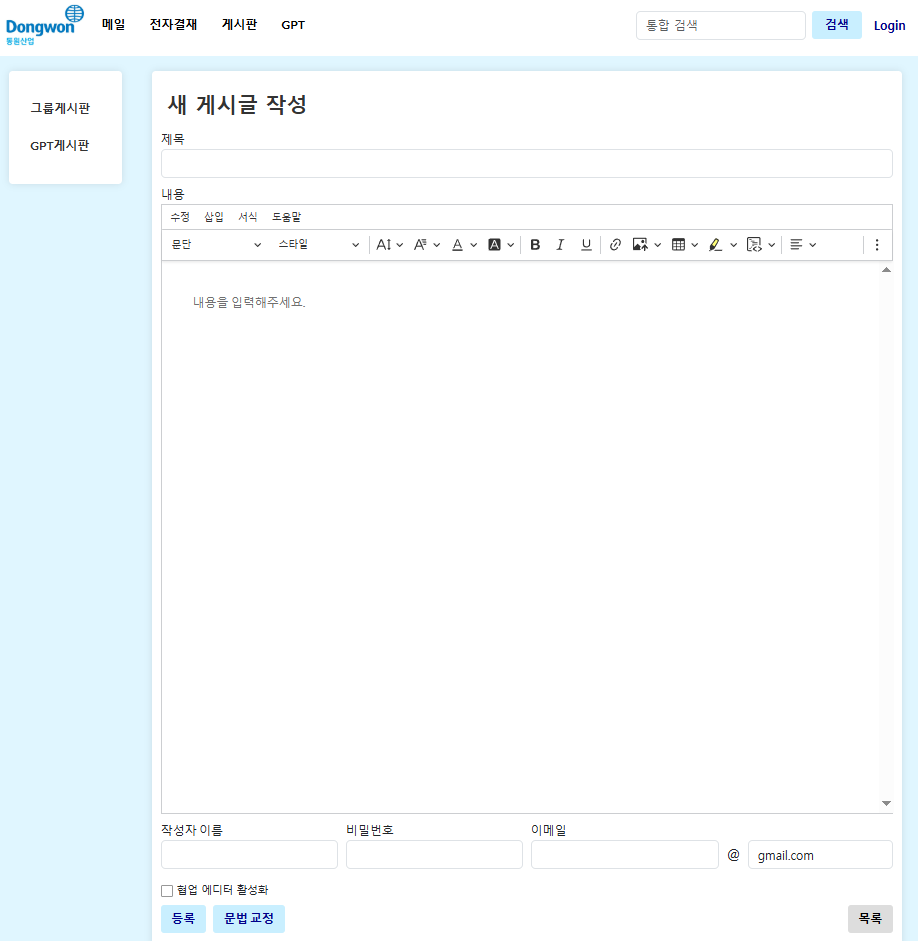 Dongwon
동원산업
메일 전자결재 게시판 GPT
통합 검색 검색 Login
그룹게시판
GPT게시판
새 게시글 작성
제목
내용
수정 삽입 서식 도움말
문단 스타일
내용을 입력해주세요.
작성자 이름 비밀번호 이메일
@ gmail.com
협업 에디터 활성화
등록 문법 교정 목록